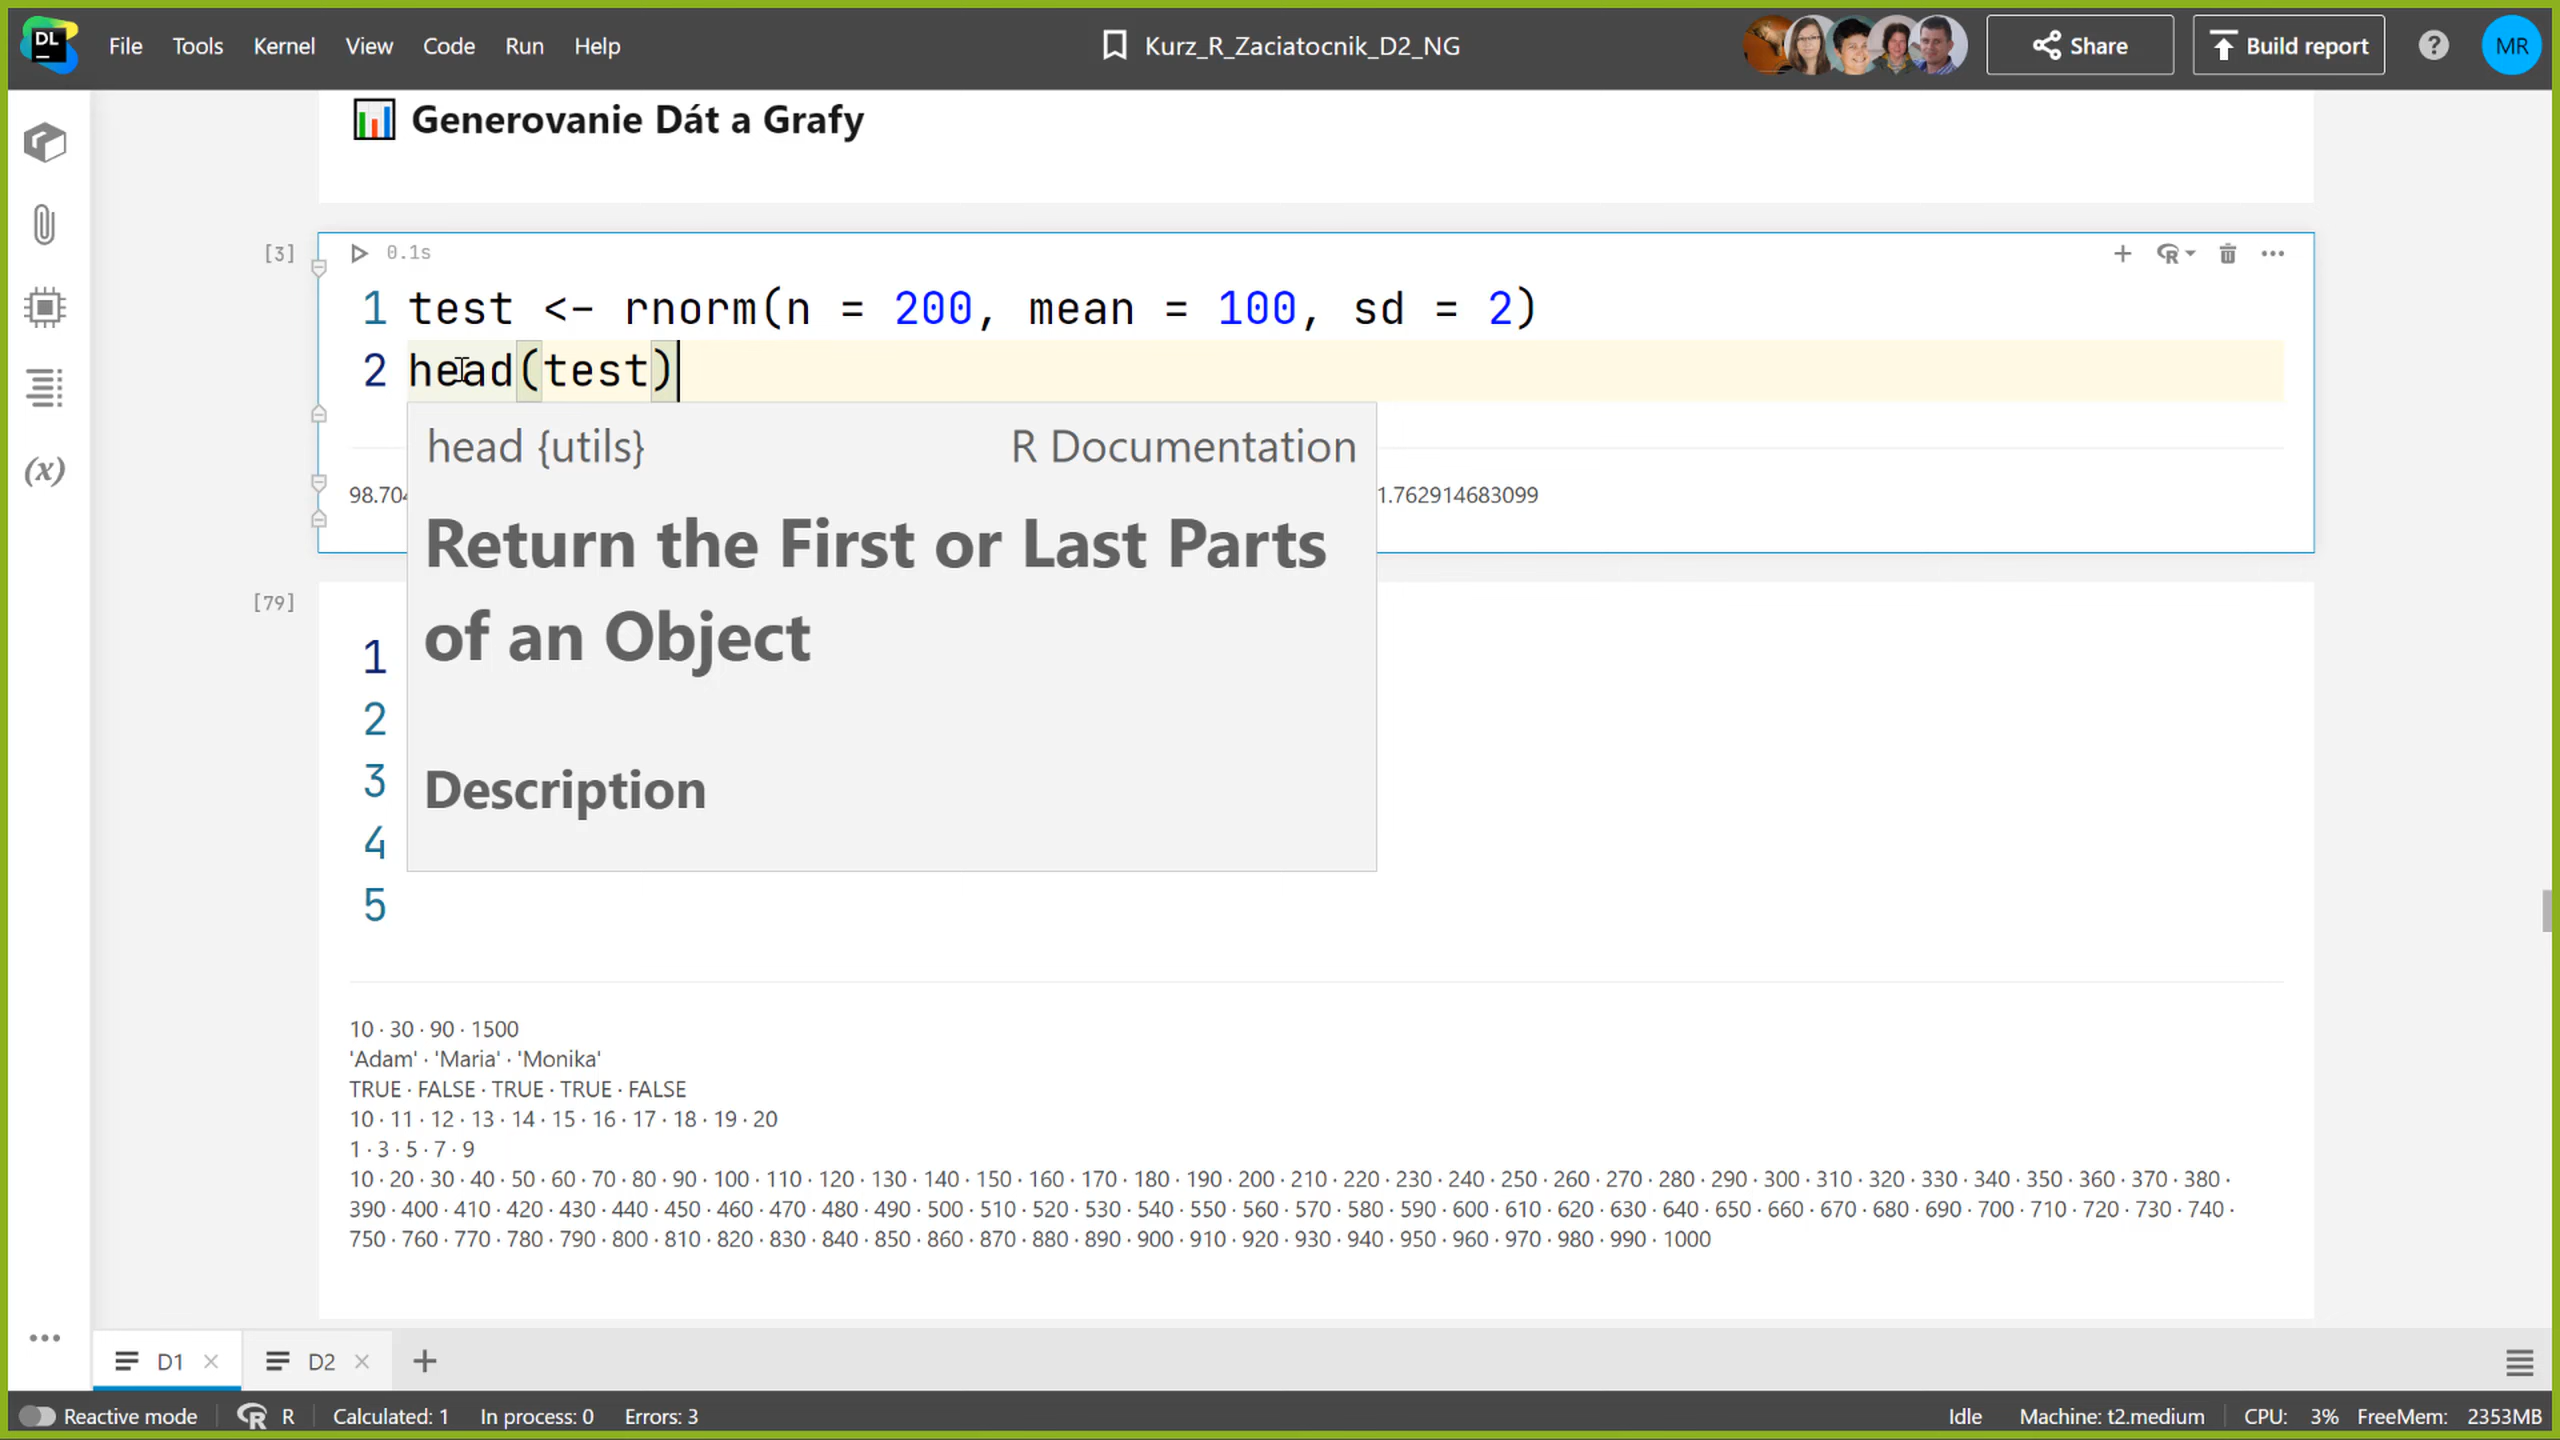 DL
File Tools Kernel View Code Run Help
Kurz_R_Zaciatocnik_D2_NG
Share
Build report
?
MR
Generovanie Dát a Grafy
[3]
0.1s
R
1 test <- rnorm(n = 200, mean = 100, sd = 2)
2 head(test)
head {utils} R Documentation
98.704
1.762914683099
Return the First or Last Parts
of an Object
Description
[79]
1
2
3
4
5
10 · 30 · 90 · 1500
'Adam' · 'Maria' · 'Monika'
TRUE · FALSE · TRUE · TRUE · FALSE
10 · 11 · 12 · 13 · 14 · 15 · 16 · 17 · 18 · 19 · 20
1 · 3 · 5 · 7 · 9
10 · 20 · 30 · 40 · 50 · 60 · 70 · 80 · 90 · 100 · 110 · 120 · 130 · 140 · 150 · 160 · 170 · 180 · 190 · 200 · 210 · 220 · 230 · 240 · 250 · 260 · 270 · 280 · 290 · 300 · 310 · 320 · 330 · 340 · 350 · 360 · 370 · 380 ·
390 · 400 · 410 · 420 · 430 · 440 · 450 · 460 · 470 · 480 · 490 · 500 · 510 · 520 · 530 · 540 · 550 · 560 · 570 · 580 · 590 · 600 · 610 · 620 · 630 · 640 · 650 · 660 · 670 · 680 · 690 · 700 · 710 · 720 · 730 · 740 ·
750 · 760 · 770 · 780 · 790 · 800 · 810 · 820 · 830 · 840 · 850 · 860 · 870 · 880 · 890 · 900 · 910 · 920 · 930 · 940 · 950 · 960 · 970 · 980 · 990 · 1000
(x)
D1 D2
Reactive mode R R Calculated: 1 In process: 0 Errors: 3
Idle Machine: t2.medium CPU: 3% FreeMem: 2353MB